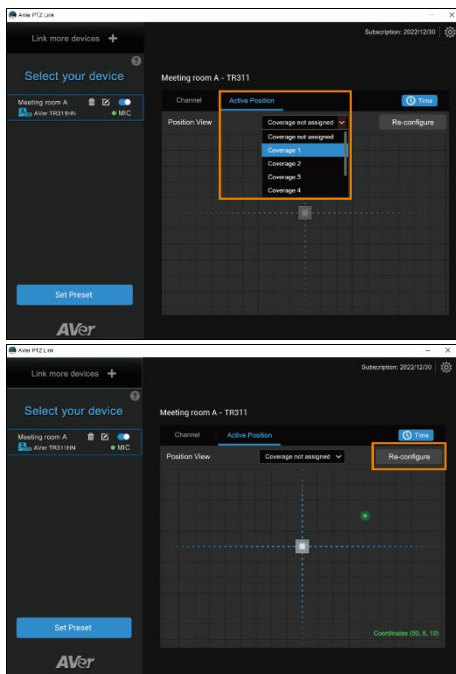 AVer PTZ Link
Subscription: 2022/12/30
Link more devices +
Select your device
Meeting room A - TR311
Meeting room A
AVer TR311HN
MIC
Channel
Active Position
Time
Position View
Coverage not assigned
Re-configure
Coverage not assigned
Coverage 1
Coverage 2
Coverage 3
Coverage 4
Set Preset
AVer
AVer PTZ Link
Subscription: 2022/12/30
Link more devices +
Select your device
Meeting room A - TR311
Meeting room A
AVer TR311HN
MIC
Channel
Active Position
Time
Position View
Coverage not assigned
Re-configure
Coordinates (50, 5, 10)
Set Preset
AVer